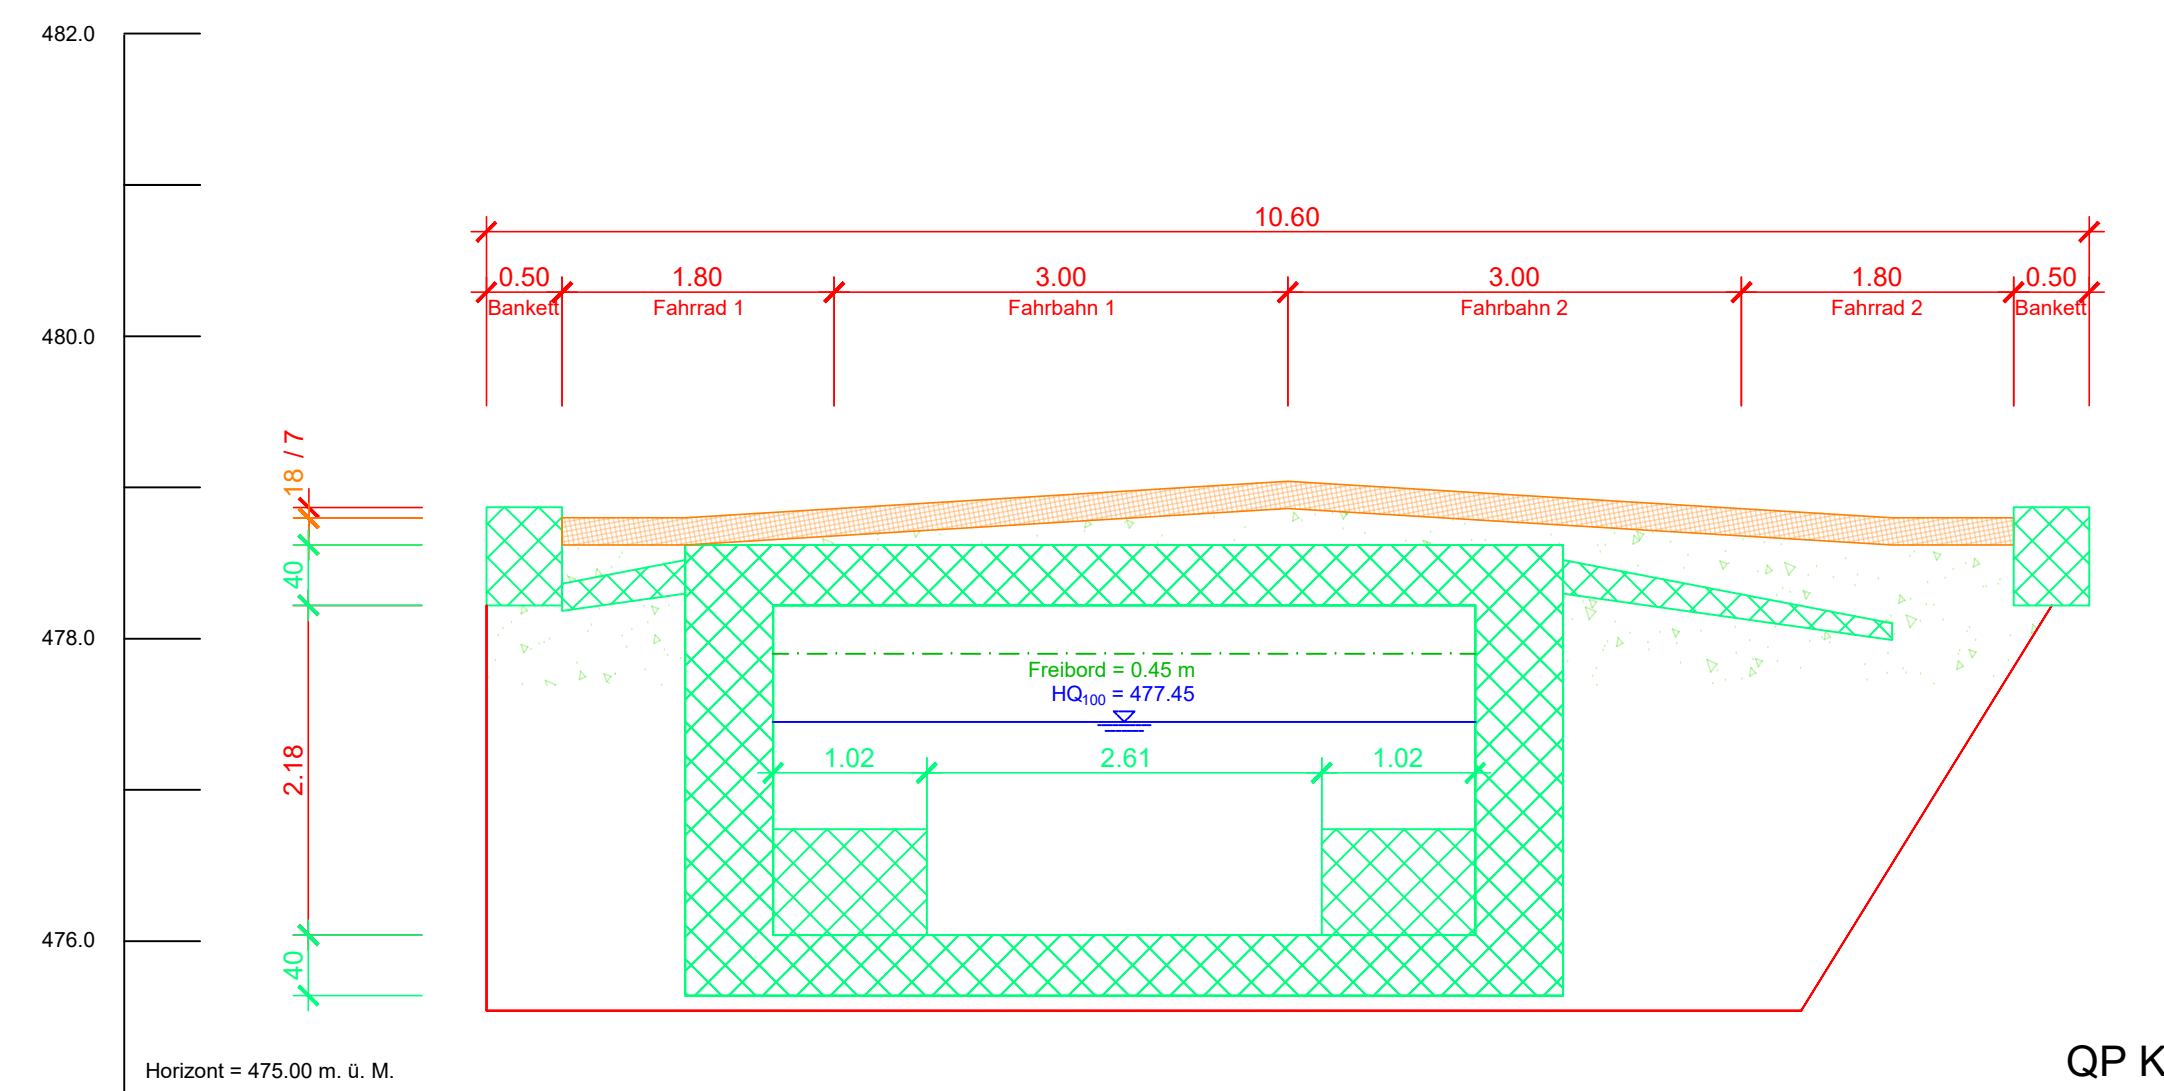 482.0
10.60
0.50 1.80 3.00 3.00 1.80 0.50
Bankett Fahrrad 1 Fahrbahn 1 Fahrbahn 2 Fahrrad 2 Bankett
480.0
18 / 7
40
478.0
Freibord = 0.45 m
HQ100 = 477.45
2.18
1.02 2.61 1.02
476.0
40
Horizont = 475.00 m. ü. M.
QP K